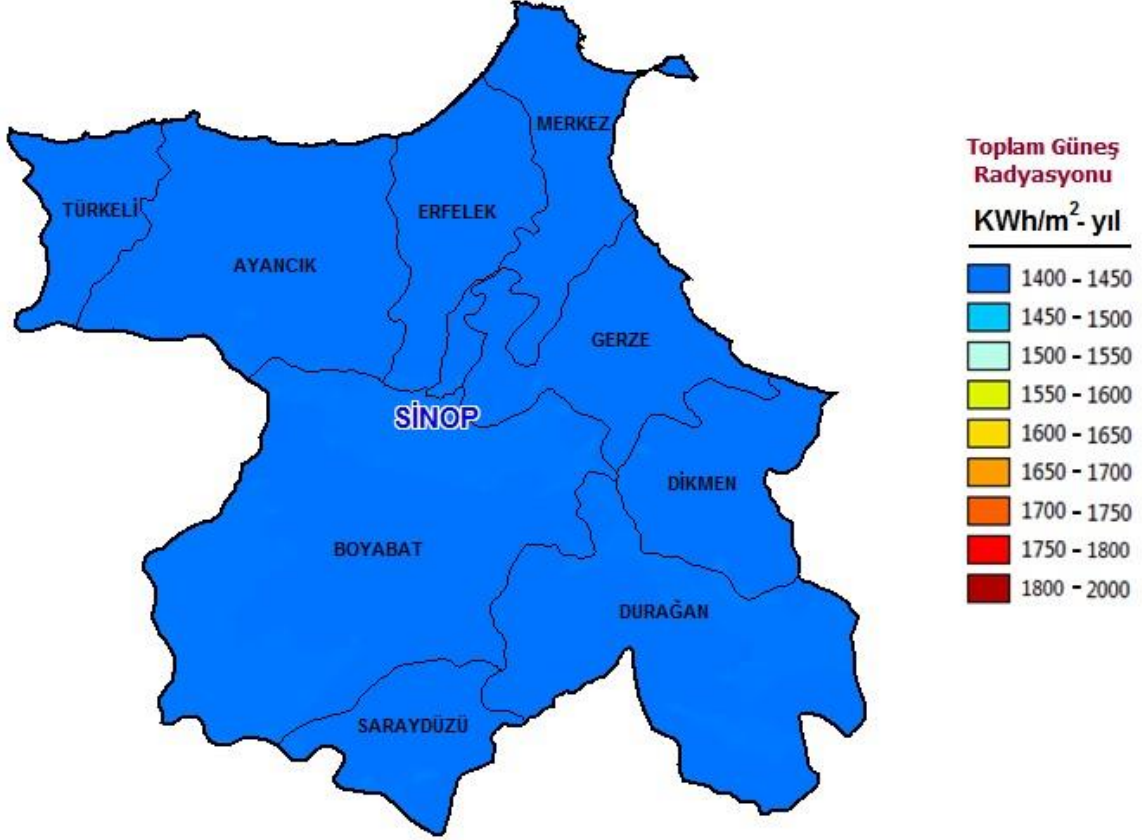 MERKEZ
TÜRKELİ
ERFELEK
AYANCIK
GERZE
SİNOP
DİKMEN
BOYABAT
DURAĞAN
SARAYDÜZÜ
Toplam Güneş
Radyasyonu
KWh/m²- yıl
1400 - 1450
1450 - 1500
1500 - 1550
1550 - 1600
1600 - 1650
1650 - 1700
1700 - 1750
1750 - 1800
1800 - 2000